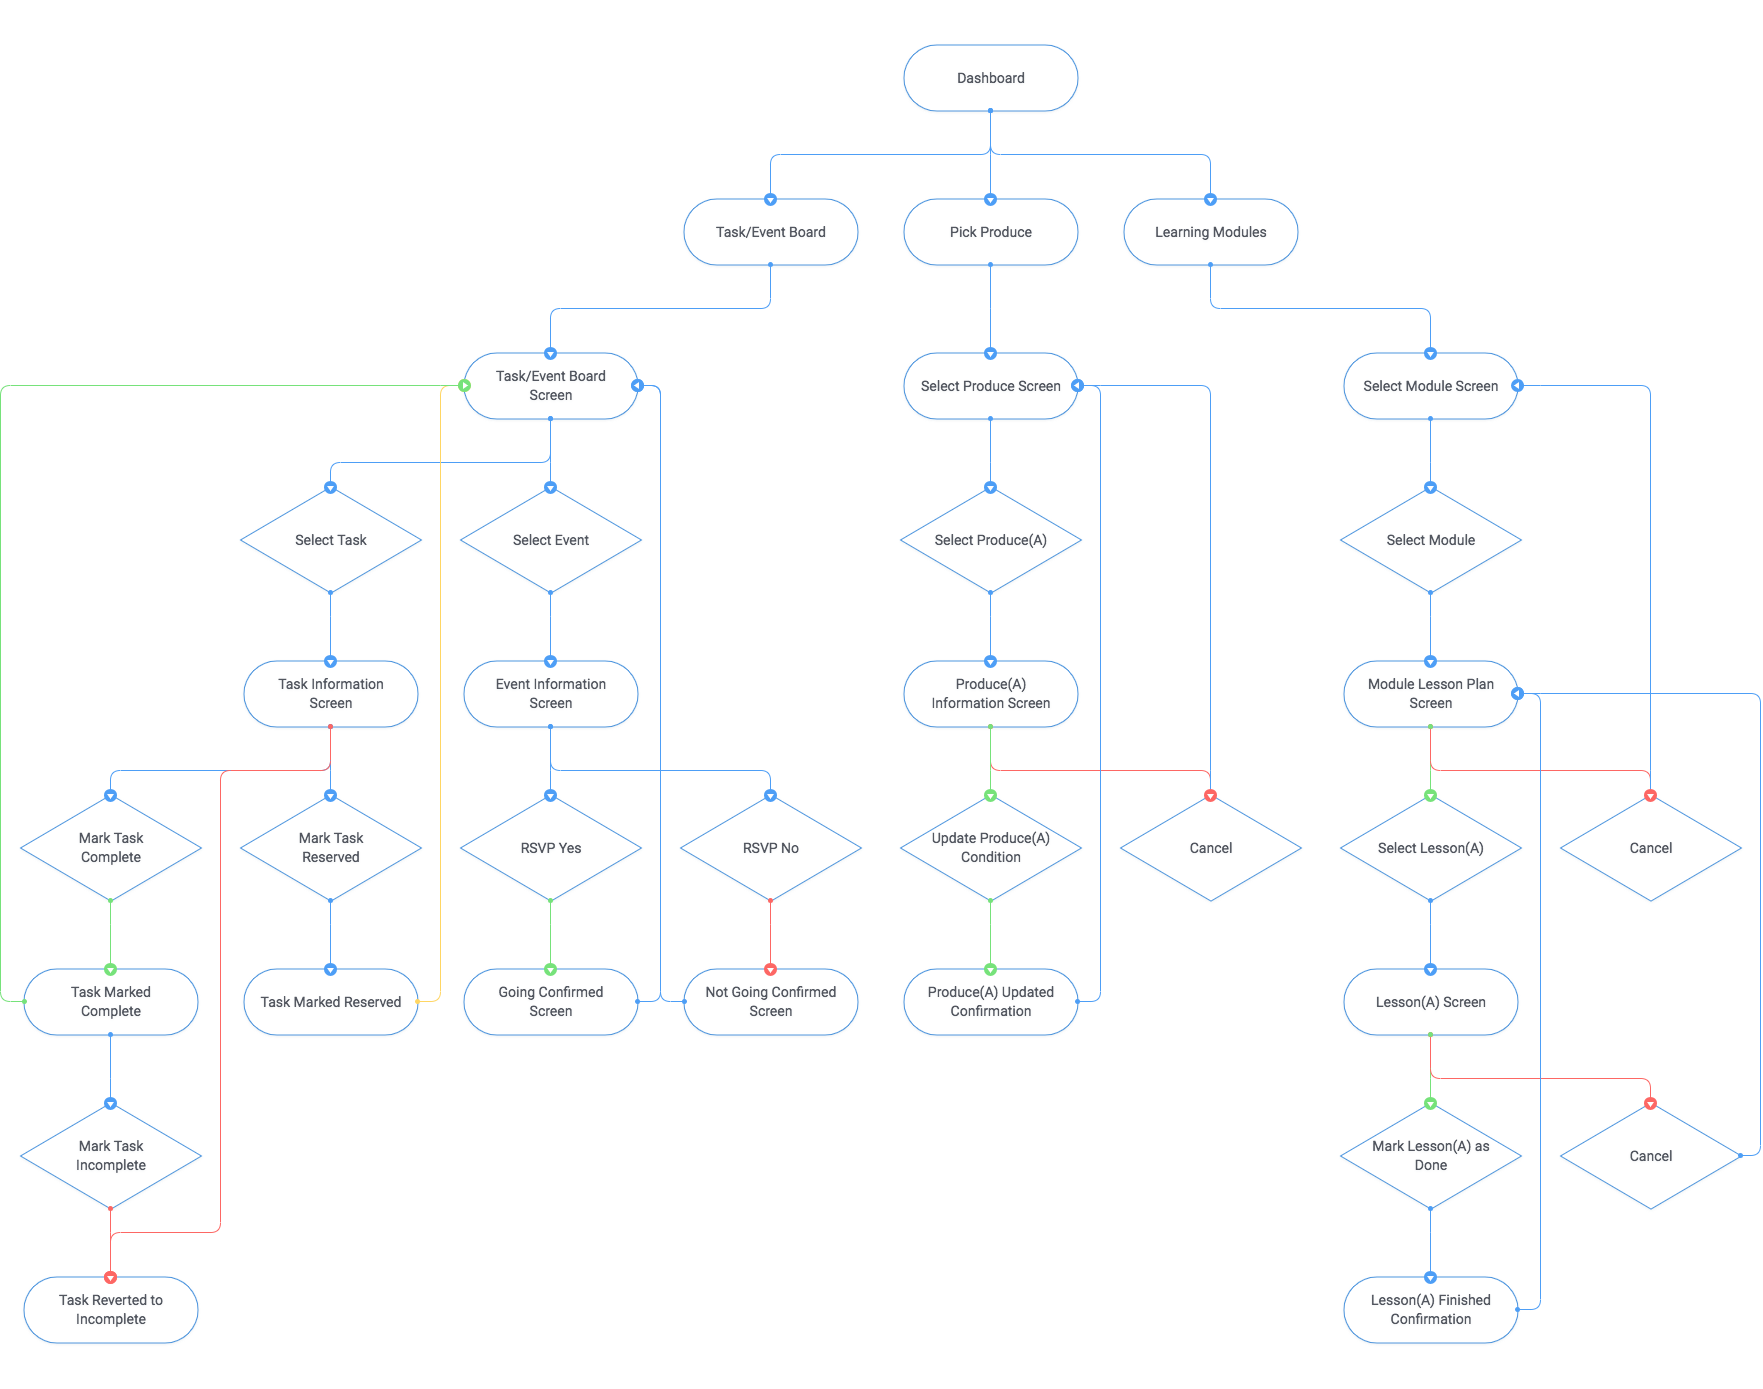 Dashboard
Task/Event Board
Pick Produce
Learning Modules
Task/Event Board
Screen
Select Produce Screen
Select Module Screen
Select Task
Select Event
Select Produce(A)
Select Module
Task Information
Screen
Event Information
Screen
Produce(A)
Information Screen
Module Lesson Plan
Screen
Mark Task
Complete
Mark Task
Reserved
RSVP Yes
RSVP No
Update Produce(A)
Condition
Cancel
Select Lesson(A)
Cancel
Task Marked
Complete
Task Marked Reserved
Going Confirmed
Screen
Not Going Confirmed
Screen
Produce(A) Updated
Confirmation
Lesson(A) Screen
Mark Task
Incomplete
Mark Lesson(A) as
Done
Cancel
Task Reverted to
Incomplete
Lesson(A) Finished
Confirmation